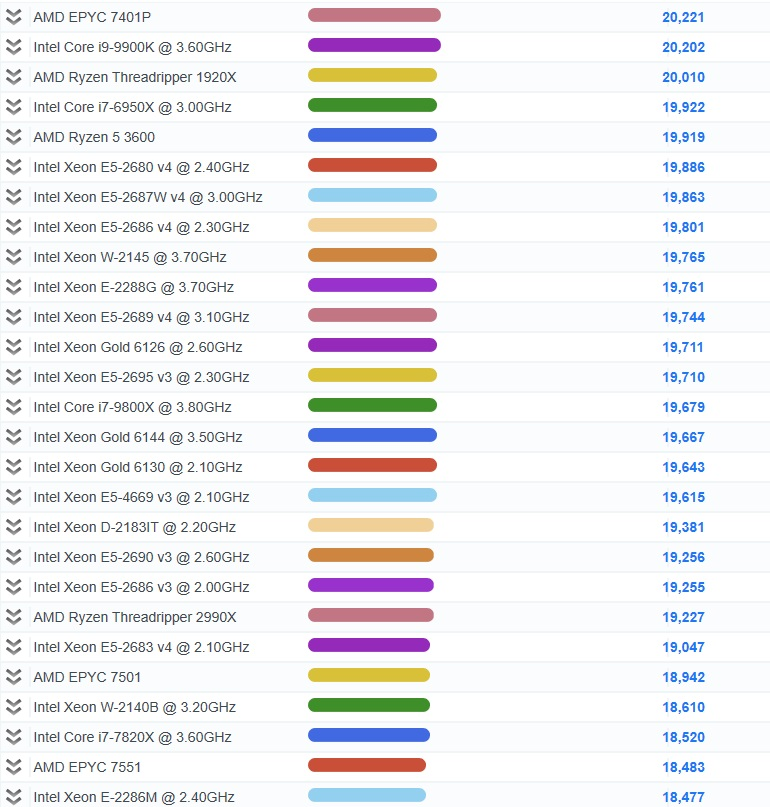 AMD EPYC 7401P 20,221
Intel Core i9-9900K @ 3.60GHz 20,202
AMD Ryzen Threadripper 1920X 20,010
Intel Core i7-6950X @ 3.00GHz 19,922
AMD Ryzen 5 3600 19,919
Intel Xeon E5-2680 v4 @ 2.40GHz 19,886
Intel Xeon E5-2687W v4 @ 3.00GHz 19,863
Intel Xeon E5-2686 v4 @ 2.30GHz 19,801
Intel Xeon W-2145 @ 3.70GHz 19,765
Intel Xeon E-2288G @ 3.70GHz 19,761
Intel Xeon E5-2689 v4 @ 3.10GHz 19,744
Intel Xeon Gold 6126 @ 2.60GHz 19,711
Intel Xeon E5-2695 v3 @ 2.30GHz 19,710
Intel Core i7-9800X @ 3.80GHz 19,679
Intel Xeon Gold 6144 @ 3.50GHz 19,667
Intel Xeon Gold 6130 @ 2.10GHz 19,643
Intel Xeon E5-4669 v3 @ 2.10GHz 19,615
Intel Xeon D-2183IT @ 2.20GHz 19,381
Intel Xeon E5-2690 v3 @ 2.60GHz 19,256
Intel Xeon E5-2686 v3 @ 2.00GHz 19,255
AMD Ryzen Threadripper 2990X 19,227
Intel Xeon E5-2683 v4 @ 2.10GHz 19,047
AMD EPYC 7501 18,942
Intel Xeon W-2140B @ 3.20GHz 18,610
Intel Core i7-7820X @ 3.60GHz 18,520
AMD EPYC 7551 18,483
Intel Xeon E-2286M @ 2.40GHz 18,477